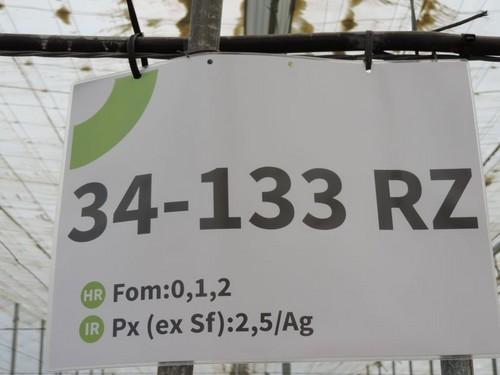 34-133 RZ
HR Fom:0,1,2
IR Px (ex Sf):2,5/Ag